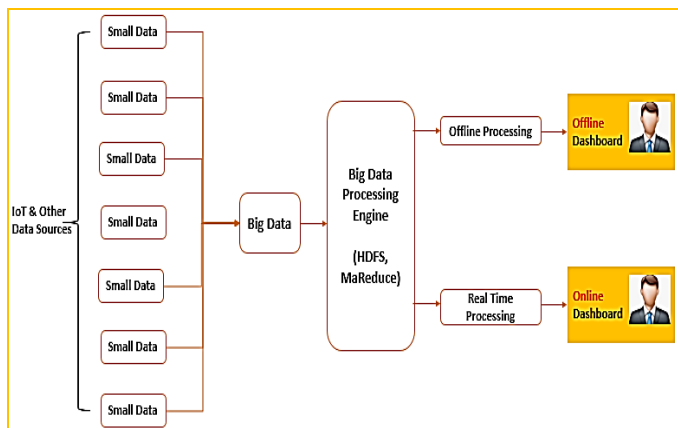 IoT & Other
Data Sources
Small Data
Small Data
Small Data
Small Data
Small Data
Small Data
Small Data
Big Data
Big Data
Processing
Engine
(HDFS,
MaReduce)
Offline Processing
Real Time
Processing
Offline
Dashboard
Online
Dashboard